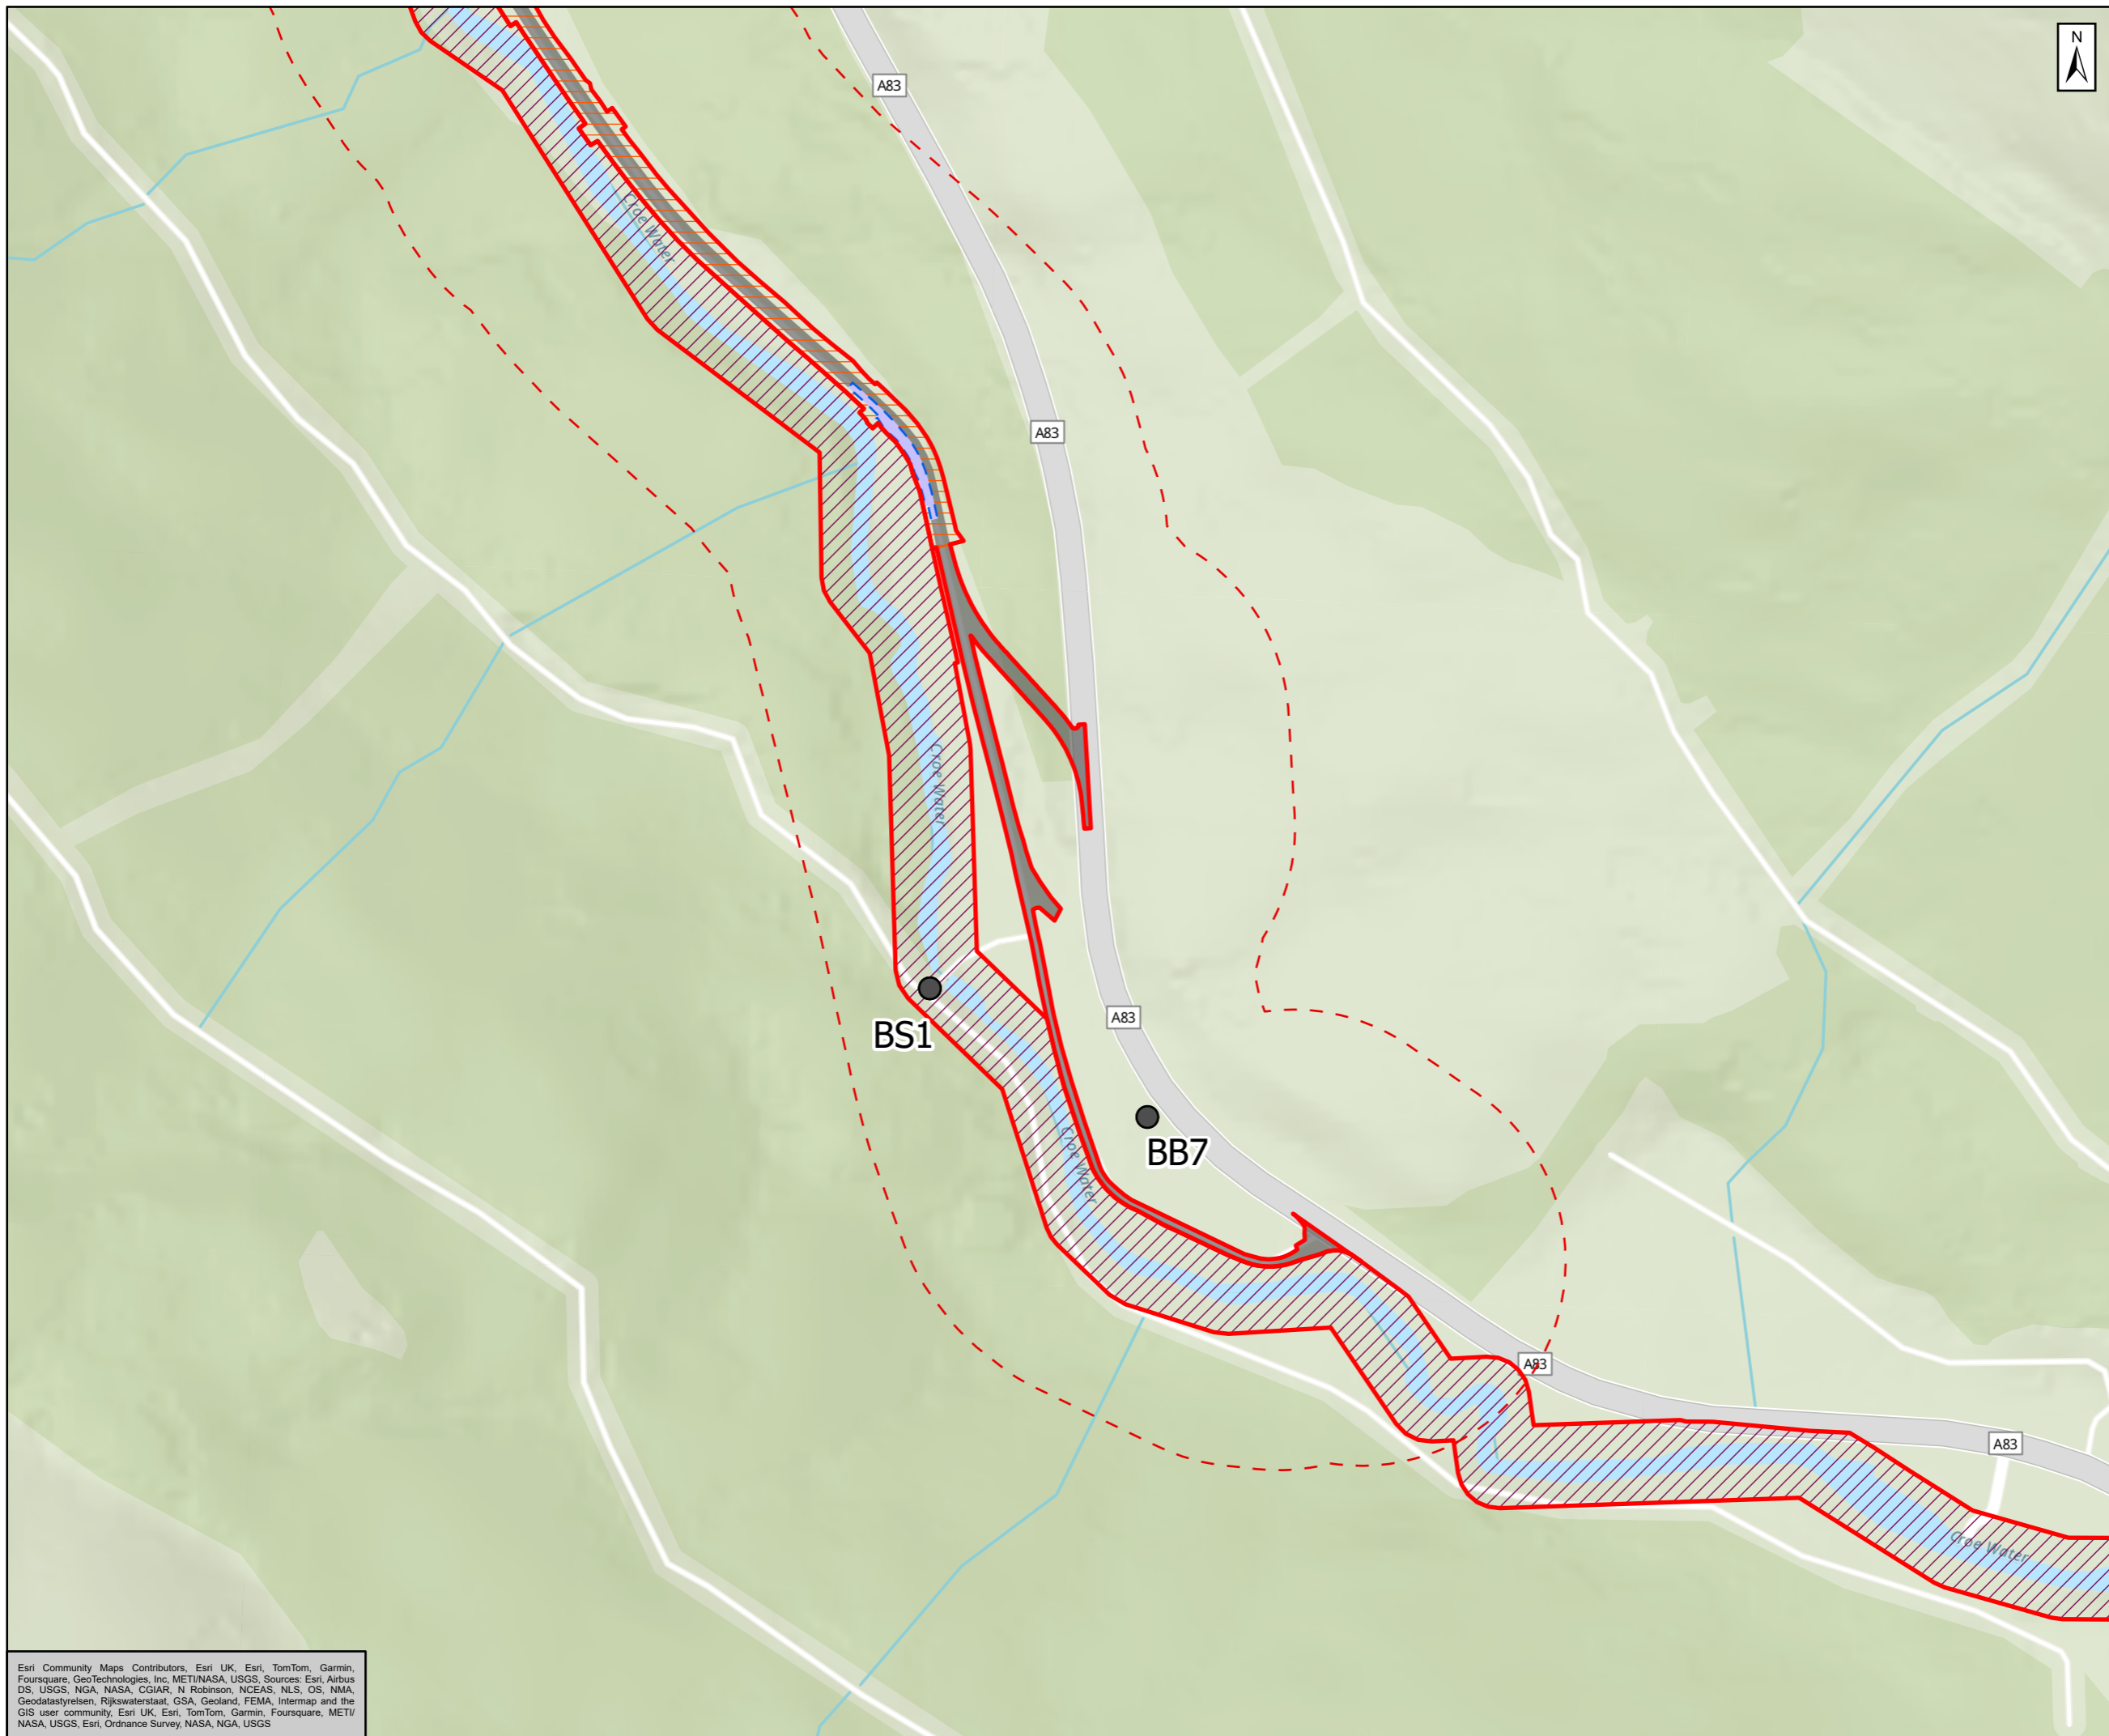 N
A83
Croe Water
A83
Croe Water
BS1
A83
BB7
Croe Water
A83
A83
Croe Water
Esri Community Maps Contributors, Esri UK, Esri, TomTom, Garmin,
Foursquare, GeoTechnologies, Inc, METI/NASA, USGS, Sources: Esri, Airbus
DS, USGS, NGA, NASA, CGIAR, N Robinson, NCEAS, NLS, OS, NMA,
Geodatastyrelsen, Rijkswaterstaat, GSA, Geoland, FEMA, Intermap and the
GIS user community, Esri UK, Esri, TomTom, Garmin, Foursquare, METI/
NASA, USGS, Esri, Ordnance Survey, NASA, NGA, USGS